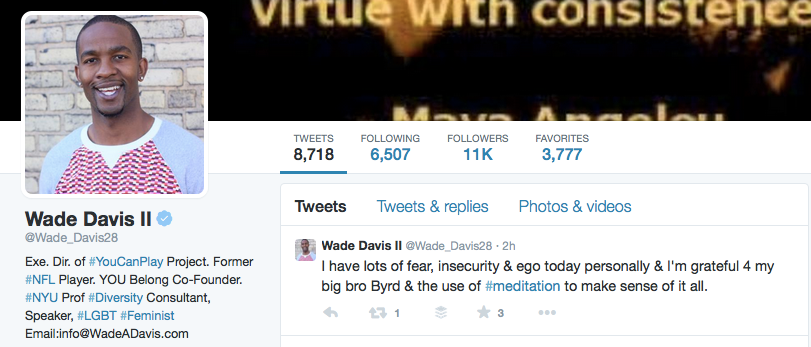 virtue with consistence
- Maya Angelou
TWEETS
8,718
FOLLOWING
6,507
FOLLOWERS
11K
FAVORITES
3,777
Wade Davis II
@Wade_Davis28
Exe. Dir. of #YouCanPlay Project. Former
#NFL Player. YOU Belong Co-Founder.
#NYU Prof #Diversity Consultant,
Speaker, #LGBT #Feminist
Email:info@WadeADavis.com
Tweets
Tweets & replies
Photos & videos
Wade Davis II @Wade_Davis28 · 2h
I have lots of fear, insecurity & ego today personally & I'm grateful 4 my
big bro Byrd & the use of #meditation to make sense of it all.
1
3